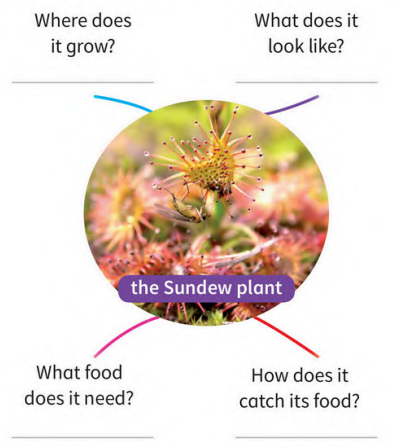 Where does
it grow?
What does it
look like?
the Sundew plant
What food
does it need?
How does it
catch its food?